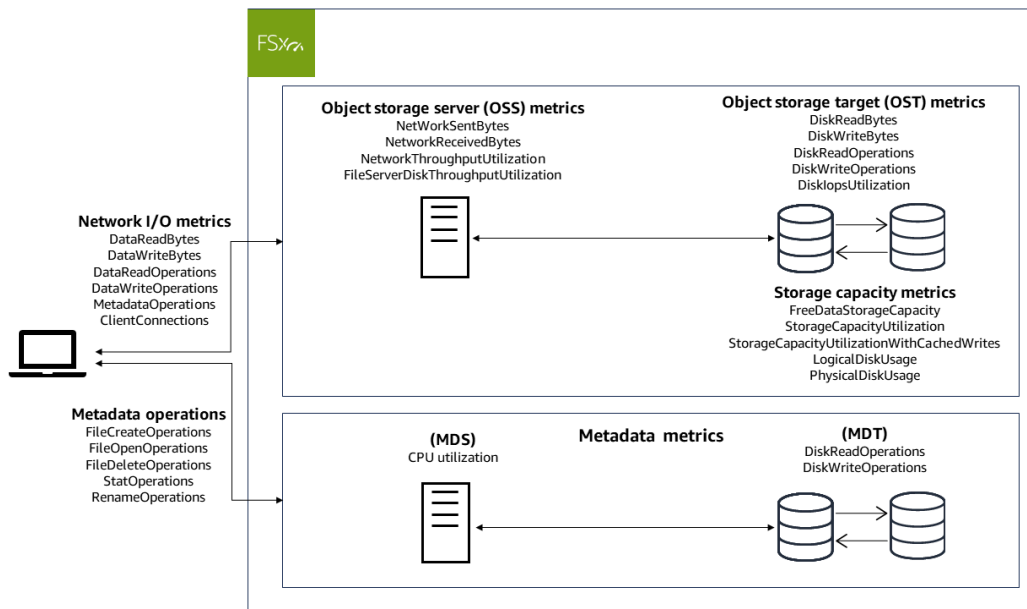 FSx
Object storage server (OSS) metrics
NetWorkSentBytes
NetworkReceivedBytes
NetworkThroughputUtilization
FileServerDiskThroughputUtilization
Object storage target (OST) metrics
DiskReadBytes
DiskWriteBytes
DiskReadOperations
DiskWriteOperations
DiskIopsUtilization
Network I/O metrics
DataReadBytes
DataWriteBytes
DataReadOperations
DataWriteOperations
MetadataOperations
ClientConnections
Storage capacity metrics
FreeDataStorageCapacity
StorageCapacityUtilization
StorageCapacityUtilizationWithCachedWrites
LogicalDiskUsage
PhysicalDiskUsage
Metadata operations
FileCreateOperations
FileOpenOperations
FileDeleteOperations
StatOperations
RenameOperations
(MDS)
CPU utilization
Metadata metrics
(MDT)
DiskReadOperations
DiskWriteOperations